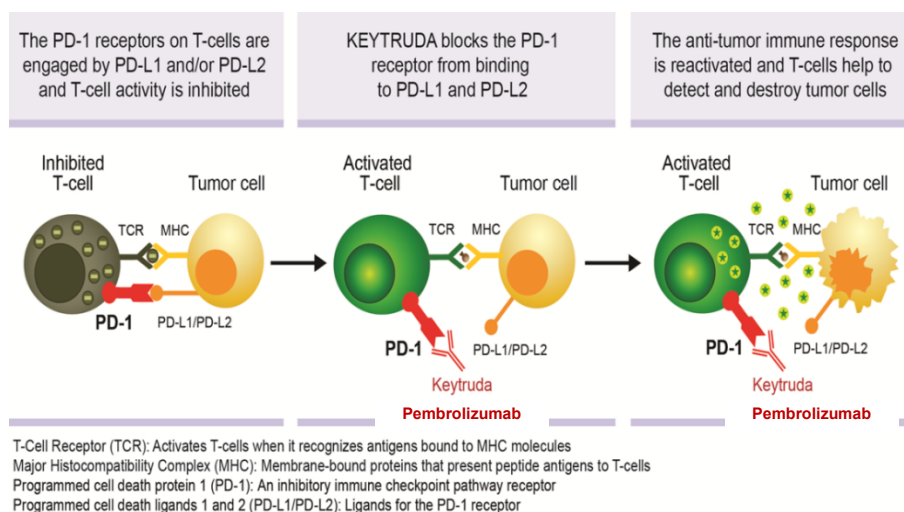 The PD-1 receptors on T-cells are
engaged by PD-L1 and/or PD-L2
and T-cell activity is inhibited
KEYTRUDA blocks the PD-1
receptor from binding
to PD-L1 and PD-L2
The anti-tumor immune response
is reactivated and T-cells help to
detect and destroy tumor cells
Inhibited
T-cell
Tumor cell
TCR
MHC
PD-1
PD-L1/PD-L2
Activated
T-cell
Tumor cell
TCR
MHC
PD-1
PD-L1/PD-L2
Keytruda
Pembrolizumab
Activated
T-cell
Tumor cell
TCR
MHC
PD-1
PD-L1/PD-L2
Keytruda
Pembrolizumab
T-Cell Receptor (TCR): Activates T-cells when it recognizes antigens bound to MHC molecules
Major Histocompatibility Complex (MHC): Membrane-bound proteins that present peptide antigens to T-cells
Programmed cell death protein 1 (PD-1): An inhibitory immune checkpoint pathway receptor
Programmed cell death ligands 1 and 2 (PD-L1/PD-L2): Ligands for the PD-1 receptor